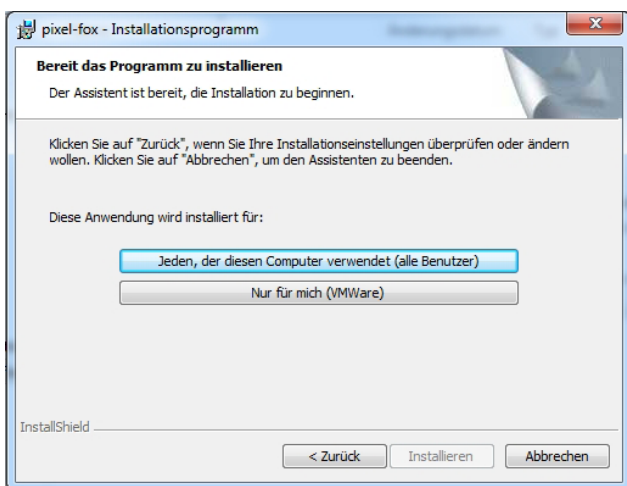 pixel-fox - Installationsprogramm
Bereit das Programm zu installieren
Der Assistent ist bereit, die Installation zu beginnen.
Klicken Sie auf "Zurück", wenn Sie Ihre Installationseinstellungen überprüfen oder ändern
wollen. Klicken Sie auf "Abbrechen", um den Assistenten zu beenden.
Diese Anwendung wird installiert für:
Jeden, der diesen Computer verwendet (alle Benutzer)
Nur für mich (VMWare)
InstallShield
< Zurück Installieren Abbrechen